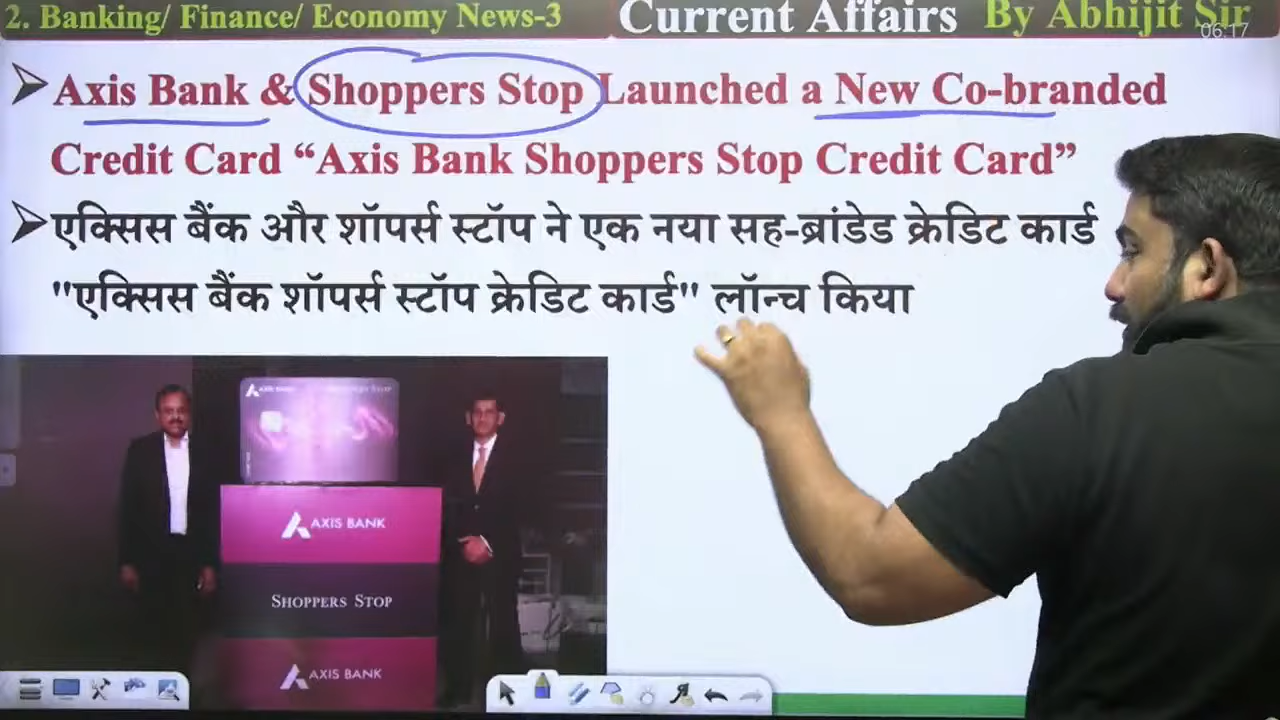 2. Banking/ Finance/ Economy News-3
Current Affairs
By Abhijit Sir
06:17
Axis Bank & Shoppers Stop Launched a New Co-branded
Credit Card “Axis Bank Shoppers Stop Credit Card”
एक्सिस बैंक और शॉपर्स स्टॉप ने एक नया सह-ब्रांडेड क्रेडिट कार्ड
"एक्सिस बैंक शॉपर्स स्टॉप क्रेडिट कार्ड" लॉन्च किया
AXIS BANK
AXIS BANK
SHOPPERS STOP
AXIS BANK